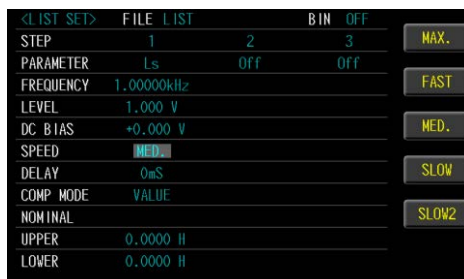 <LIST SET> FILE LIST BIN OFF
STEP 1 2 3
PARAMETER Ls Off Off
FREQUENCY 1.00000kHz
LEVEL 1.000 V
DC BIAS +0.000 V
SPEED MED.
DELAY 0mS
COMP MODE VALUE
NOMINAL
UPPER 0.0000 H
LOWER 0.0000 H
MAX.
FAST
MED.
SLOW
SLOW2